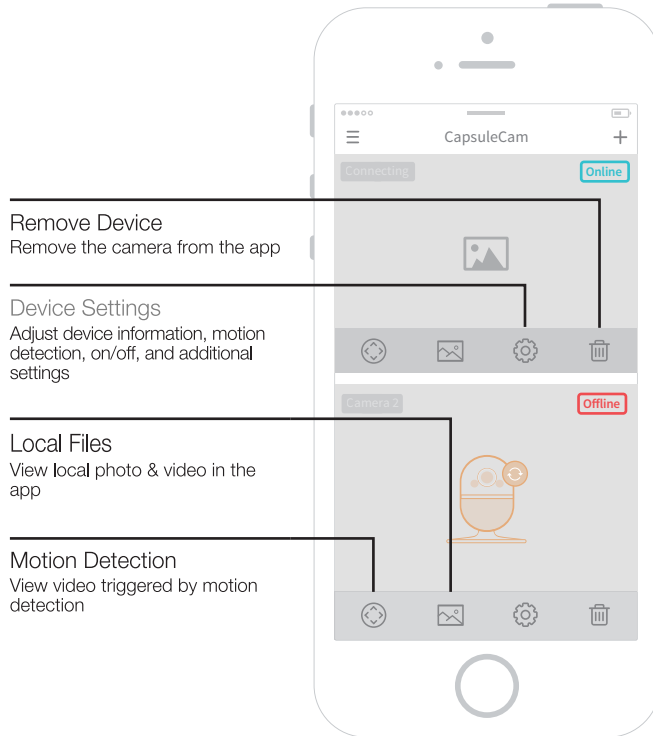 CapsuleCam
Connecting
Online
Remove Device
Remove the camera from the app
Device Settings
Adjust device information, motion
detection, on/off, and additional
settings
Camera 2
Offline
Local Files
View local photo & video in the
app
Motion Detection
View video triggered by motion
detection